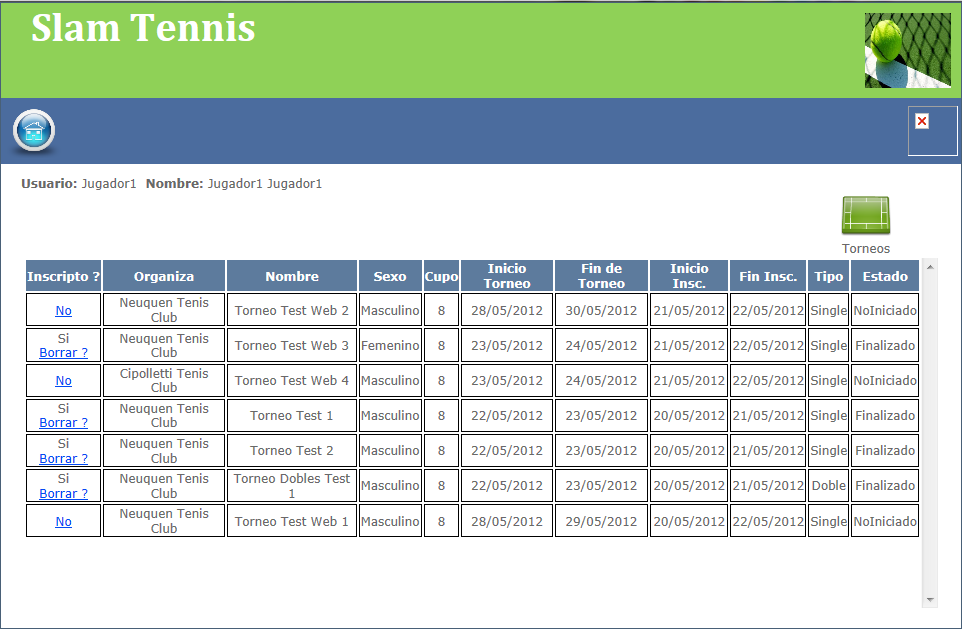 Slam Tennis
Usuario: Jugador1 Nombre: Jugador1 Jugador1
Torneos
Inscripto ? Organiza Nombre Sexo Cupo Inicio Torneo Fin de Torneo Inicio Insc. Fin Insc. Tipo Estado
No Neuquen Tenis Club Torneo Test Web 2 Masculino 8 28/05/2012 30/05/2012 21/05/2012 22/05/2012 Single NoIniciado
Si Borrar ? Neuquen Tenis Club Torneo Test Web 3 Femenino 8 23/05/2012 24/05/2012 21/05/2012 22/05/2012 Single Finalizado
No Cipolletti Tenis Club Torneo Test Web 4 Masculino 8 23/05/2012 24/05/2012 21/05/2012 22/05/2012 Single NoIniciado
Si Borrar ? Neuquen Tenis Club Torneo Test 1 Masculino 8 22/05/2012 23/05/2012 20/05/2012 21/05/2012 Single Finalizado
Si Borrar ? Neuquen Tenis Club Torneo Test 2 Masculino 8 22/05/2012 23/05/2012 20/05/2012 21/05/2012 Single Finalizado
Si Borrar ? Neuquen Tenis Club Torneo Dobles Test 1 Masculino 8 22/05/2012 23/05/2012 20/05/2012 21/05/2012 Doble Finalizado
No Neuquen Tenis Club Torneo Test Web 1 Masculino 8 28/05/2012 29/05/2012 20/05/2012 22/05/2012 Single NoIniciado